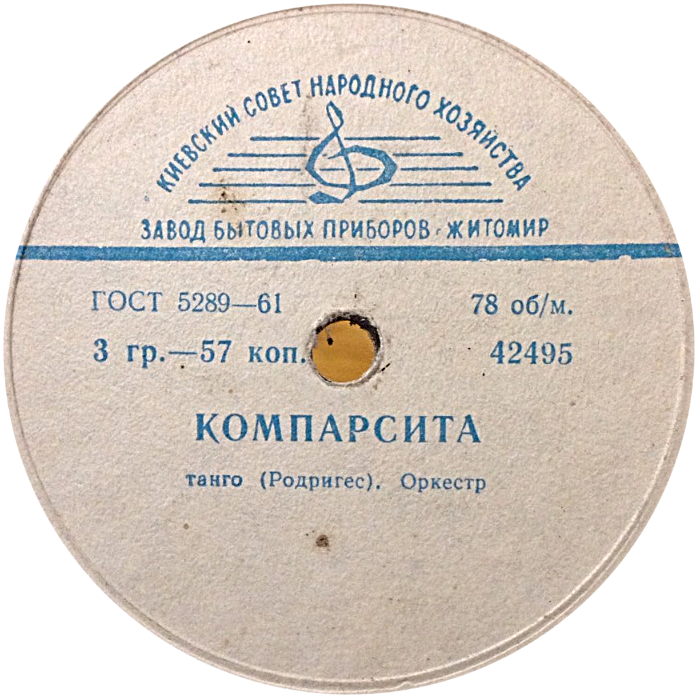 КИЕВСКИЙ СОВЕТ НАРОДНОГО ХОЗЯЙСТВА
ЗАВОД БЫТОВЫХ ПРИБОРОВ, ЖИТОМИР
ГОСТ 5289—61 78 об/м.
3 гр.—57 коп. 42495
КОМПАРСИТА
танго (Родригес). Оркестр